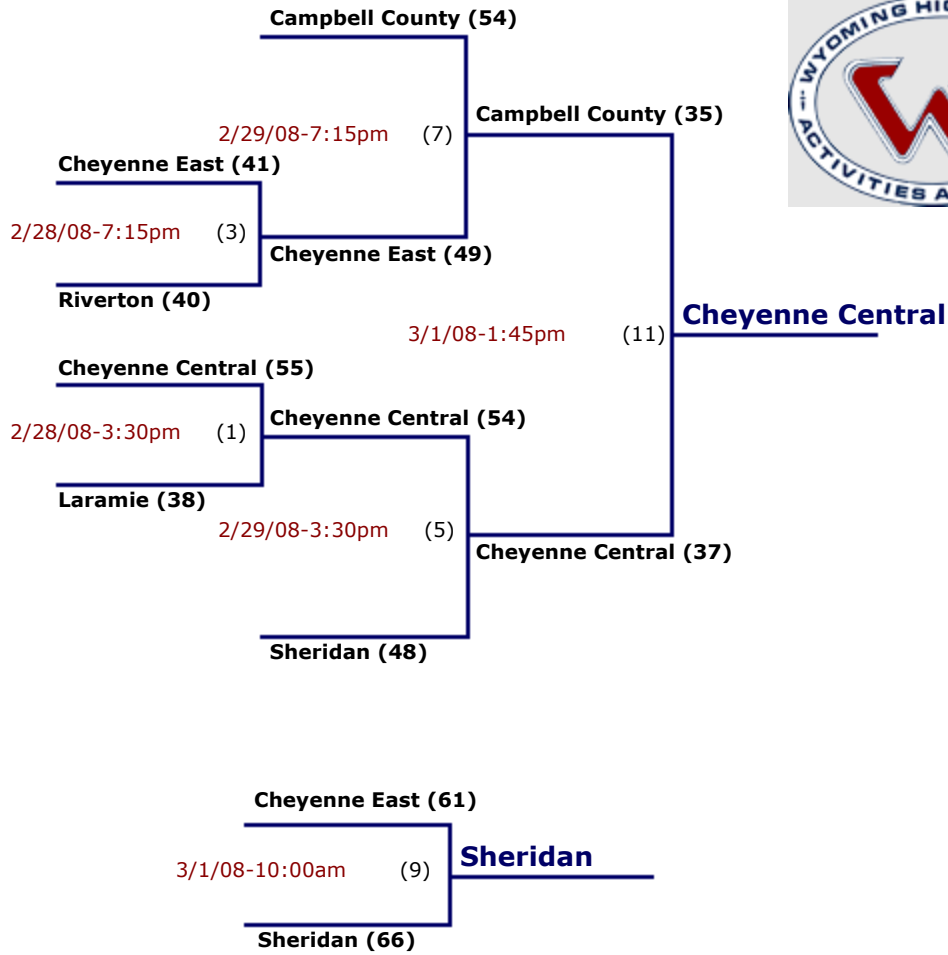 Campbell County (54)
WYOMING HIG
ACTIVITIES A
2/29/08-7:15pm (7)
Campbell County (35)
Cheyenne East (41)
2/28/08-7:15pm (3)
Cheyenne East (49)
Riverton (40)
3/1/08-1:45pm (11)
Cheyenne Central
Cheyenne Central (55)
2/28/08-3:30pm (1)
Cheyenne Central (54)
Laramie (38)
2/29/08-3:30pm (5)
Cheyenne Central (37)
Sheridan (48)
Cheyenne East (61)
3/1/08-10:00am (9)
Sheridan
Sheridan (66)